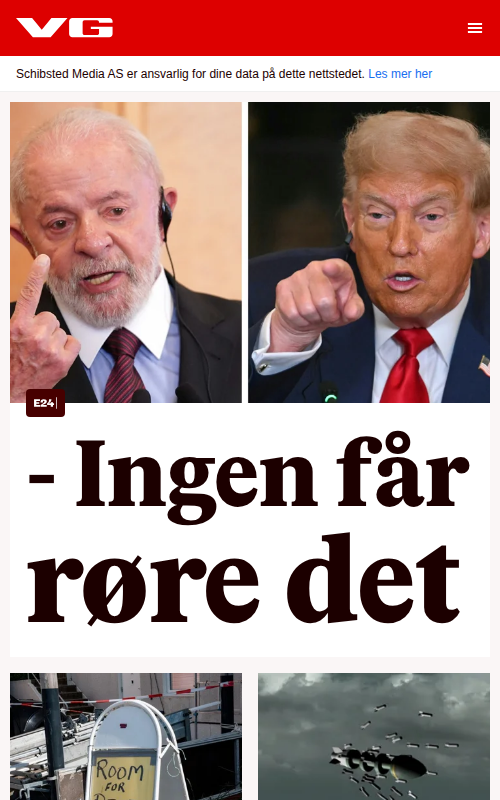 VG
Schibsted Media AS er ansvarlig for dine data på dette nettstedet. Les mer her
E24
- Ingen får
røre det
ROOM
FOR